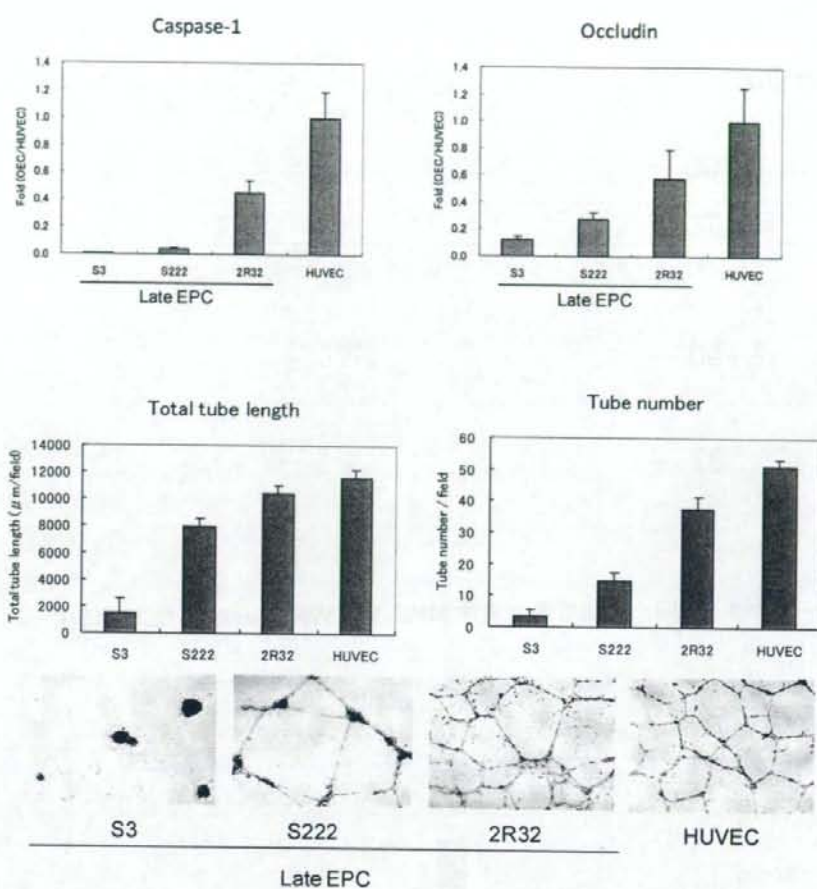 Caspase-1
Occludin
1.4
1.2
1.0
0.8
0.6
0.4
0.2
0.0
Fold (OEC/HUVEC)
S3 S222 2R32 HUVEC
Late EPC
1.4
1.2
1.0
0.8
0.6
0.4
0.2
0.0
Fold (OEC/HUVEC)
S3 S222 2R32 HUVEC
Late EPC
Total tube length
14000
12000
10000
8000
6000
4000
2000
0
Total tube length (μm/field)
S3 S222 2R32 HUVEC
Tube number
60
50
40
30
20
10
0
Tube number / field
S3 S222 2R32 HUVEC
S3 S222 2R32 HUVEC
Late EPC